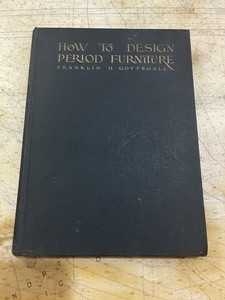 HOW TO DESIGN
PERIOD FURNITURE
FRANKLIN H. GOTTSHALL